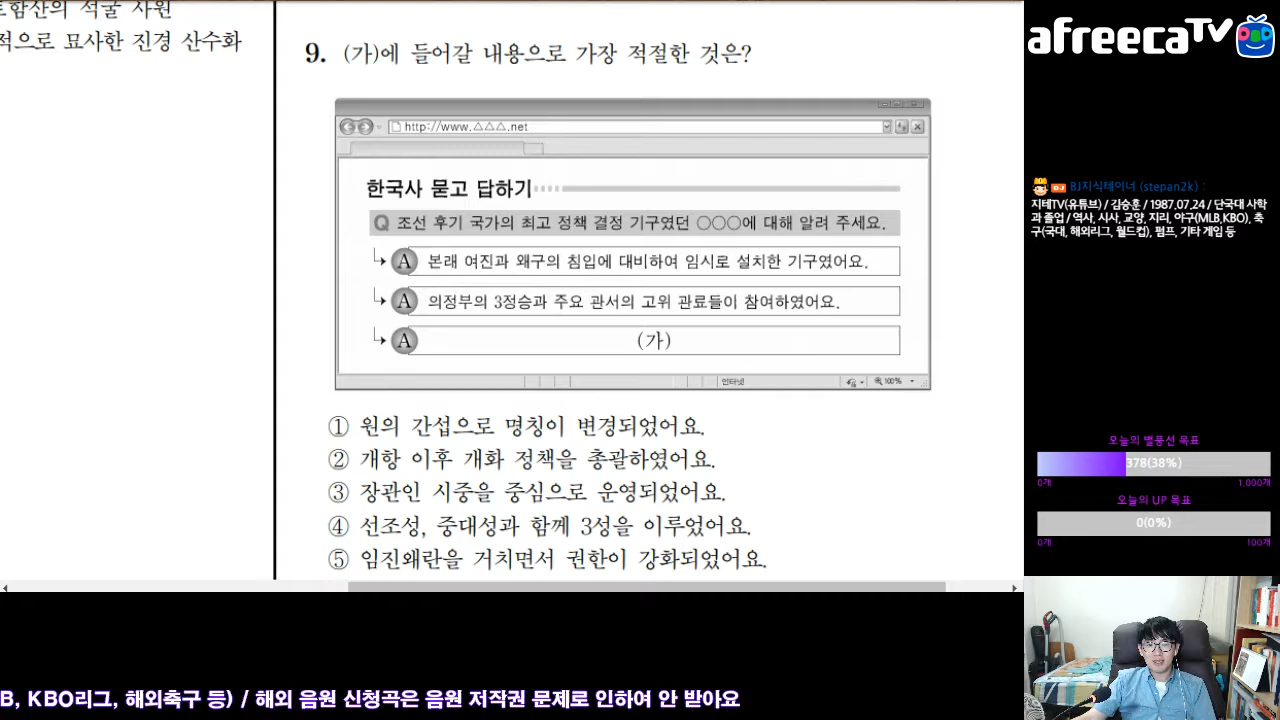 트함산의 석굴 사원
적으로 묘사한 진경 산수화
9. (가)에 들어갈 내용으로 가장 적절한 것은?
http://www.△△△.net
한국사 묻고 답하기
Q 조선 후기 국가의 최고 정책 결정 기구였던 ○○○에 대해 알려 주세요.
A 본래 여진과 왜구의 침입에 대비하여 임시로 설치한 기구였어요.
A 의정부의 3정승과 주요 관서의 고위 관료들이 참여하였어요.
A (가)
인터넷
100%
① 원의 간섭으로 명칭이 변경되었어요.
② 개항 이후 개화 정책을 총괄하였어요.
③ 장관인 시중을 중심으로 운영되었어요.
④ 선조성, 중대성과 함께 3성을 이루었어요.
⑤ 임진왜란을 거치면서 권한이 강화되었어요.
afreecaTV
BJ BJ지식테이너 (stepan2k) :
지테TV(유튜브) / 김승훈 / 1987.07.24 / 단국대 사학
과 졸업 / 역사, 시사, 교양, 지리, 야구(MLB,KBO), 축
구(국대, 해외리그, 월드컵), 펌프, 기타 게임 등
오늘의 별풍선 목표
378(38%)
0개 1,000개
오늘의 UP 목표
0(0%)
0개 100개
B, KBO리그, 해외축구 등) / 해외 음원 신청곡은 음원 저작권 문제로 인하여 안 받아요